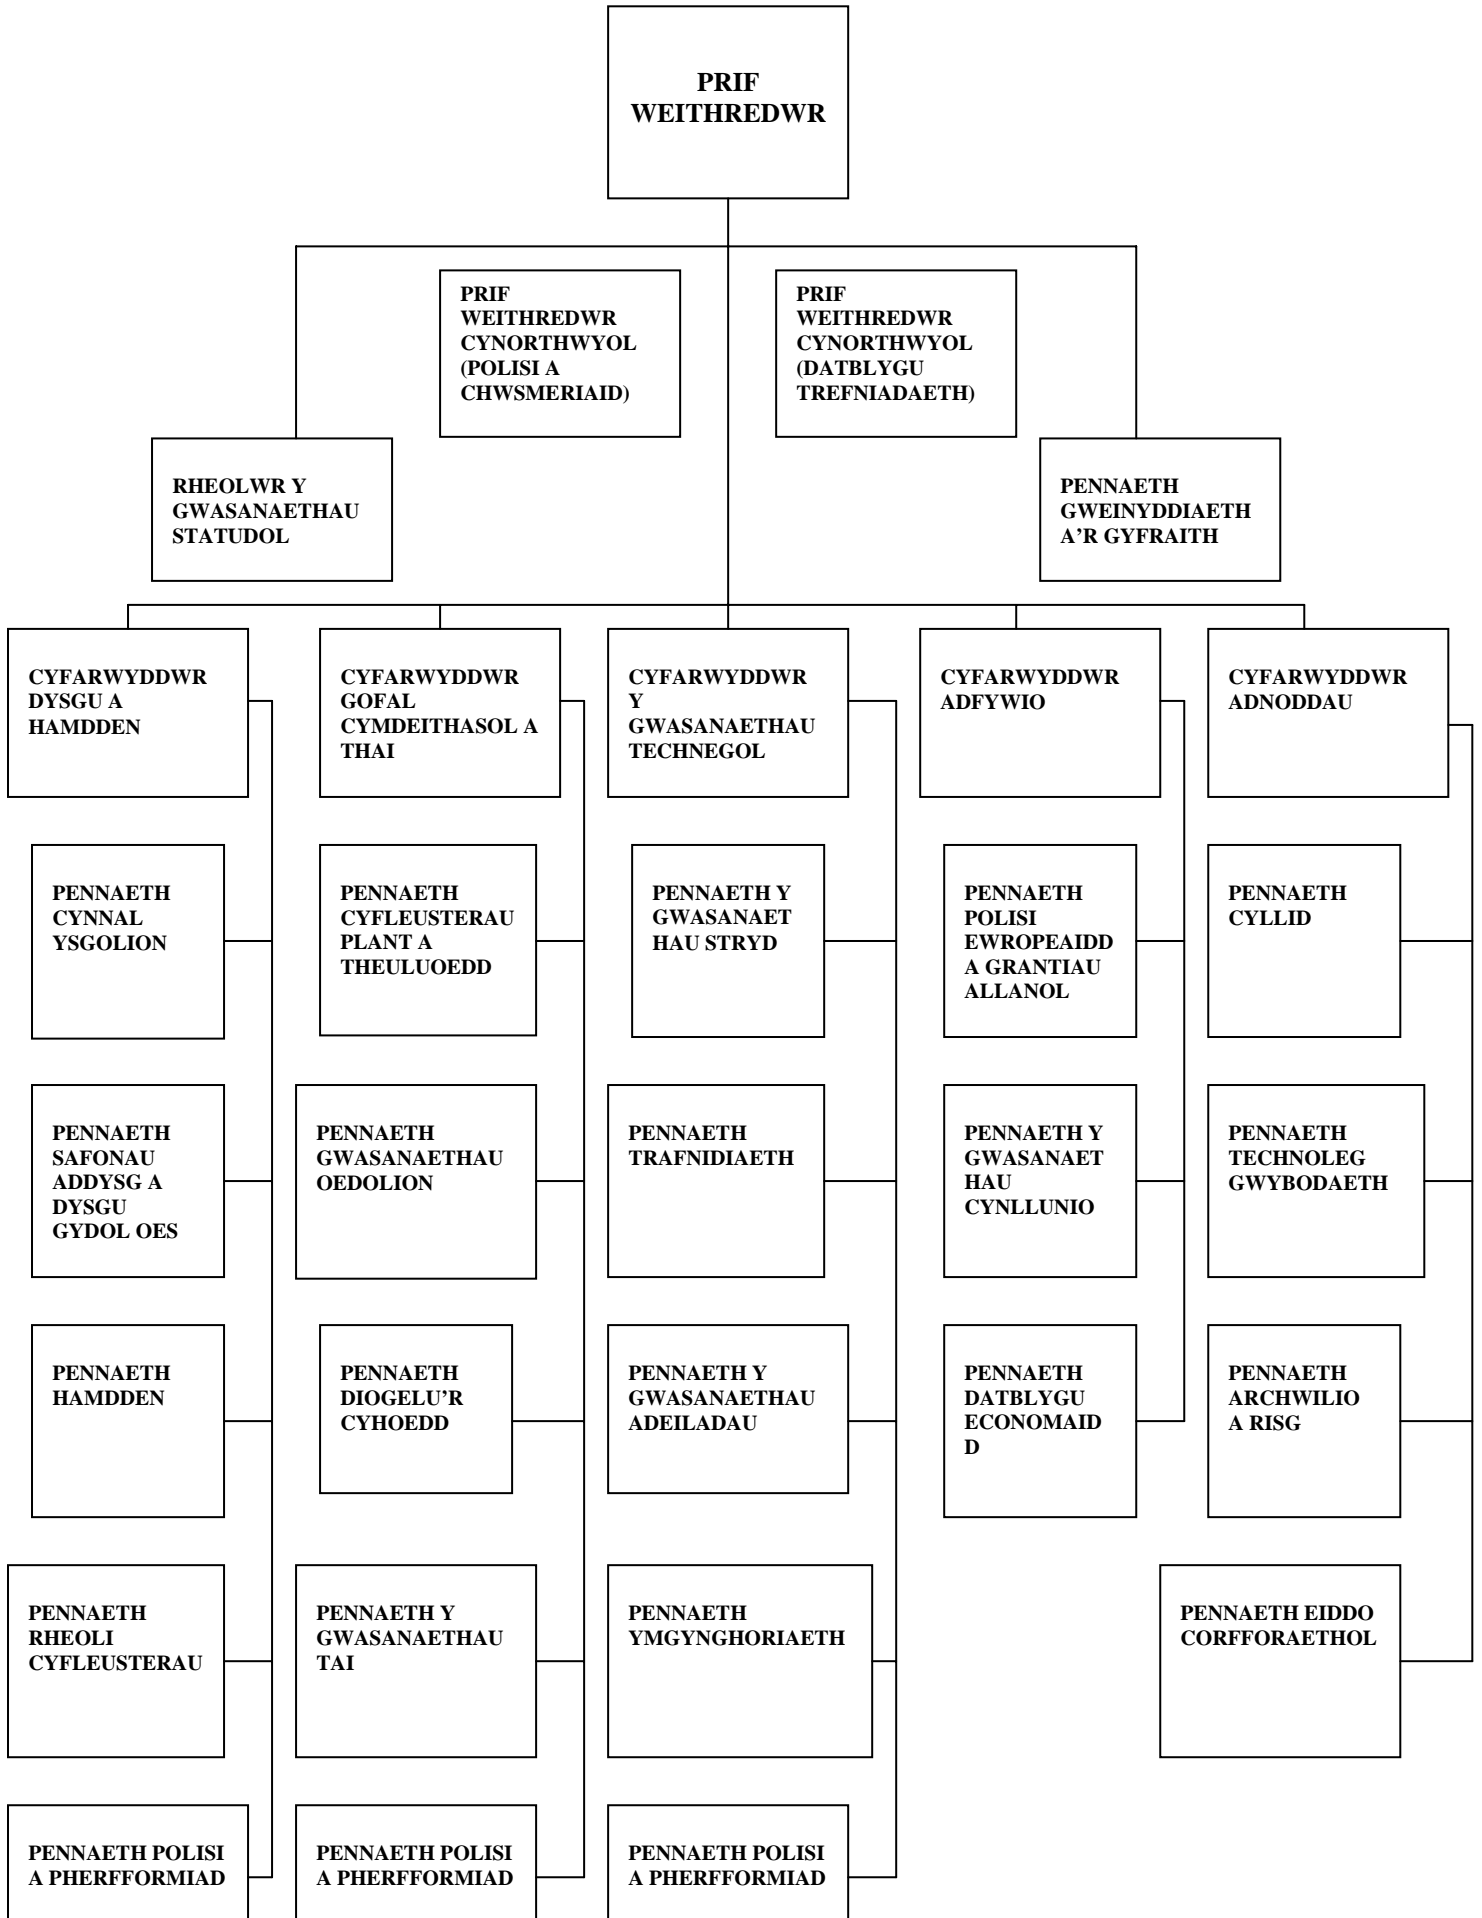 PRIF
WEITHREDWR
PRIF
WEITHREDWR
CYNORTHWYOL
(POLISI A
CHWSMERIAID)
PRIF
WEITHREDWR
CYNORTHWYOL
(DATBLYGU
TREFNIADAETH)
RHEOLWR Y
GWASANAETHAU
STATUDOL
PENNAETH
GWEINYDDIAETH
A’R GYFRAITH
CYFARWYDDWR
DYSGU A
HAMDDEN
CYFARWYDDWR
GOFAL
CYMDEITHASOL A
THAI
CYFARWYDDWR
Y
GWASANAETHAU
TECHNEGOL
CYFARWYDDWR
ADFYWIO
CYFARWYDDWR
ADNODDAU
PENNAETH
CYNNAL
YSGOLION
PENNAETH
CYFLEUSTERAU
PLANT A
THEULUOEDD
PENNAETH Y
GWASANAET
HAU STRYD
PENNAETH
POLISI
EWROPEAIDD
A GRANTIAU
ALLANOL
PENNAETH
CYLLID
PENNAETH
SAFONAU
ADDYSG A
DYSGU
GYDOL OES
PENNAETH
GWASANAETHAU
OEDOLION
PENNAETH
TRAFNIDIAETH
PENNAETH Y
GWASANAET
HAU
CYNLLUNIO
PENNAETH
TECHNOLEG
GWYBODAETH
PENNAETH
HAMDDEN
PENNAETH
DIOGELU’R
CYHOEDD
PENNAETH Y
GWASANAETHAU
ADEILADAU
PENNAETH
DATBLYGU
ECONOMAID
D
PENNAETH
ARCHWILIO
A RISG
PENNAETH
RHEOLI
CYFLEUSTERAU
PENNAETH Y
GWASANAETHAU
TAI
PENNAETH
YMGYNGHORIAETH
PENNAETH EIDDO
CORFFORAETHOL
PENNAETH POLISI
A PHERFFORMIAD
PENNAETH POLISI
A PHERFFORMIAD
PENNAETH POLISI
A PHERFFORMIAD